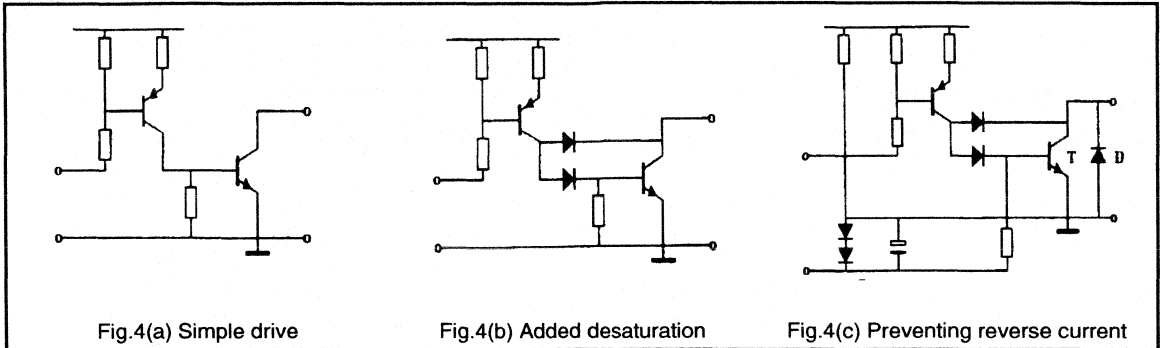 T D
Fig.4(a) Simple drive
Fig.4(b) Added desaturation
Fig.4(c) Preventing reverse current